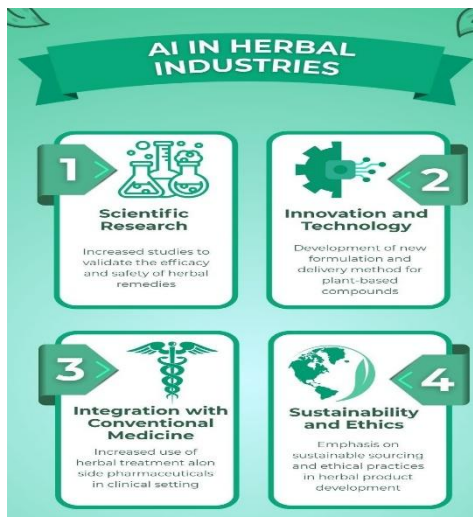 AI IN HERBAL
INDUSTRIES
1
Scientific
Research
Increased studies to
validate the efficacy
and safety of herbal
remedies
2
Innovation and
Technology
Development of new
formulation and
delivery method for
plant-based
compounds
3
Integration with
Conventional
Medicine
Increased use of
herbal treatment alon
side pharmaceuticals
in clinical setting
4
Sustainability
and Ethics
Emphasis on
sustainable sourcing
and ethical practices
in herbal product
development